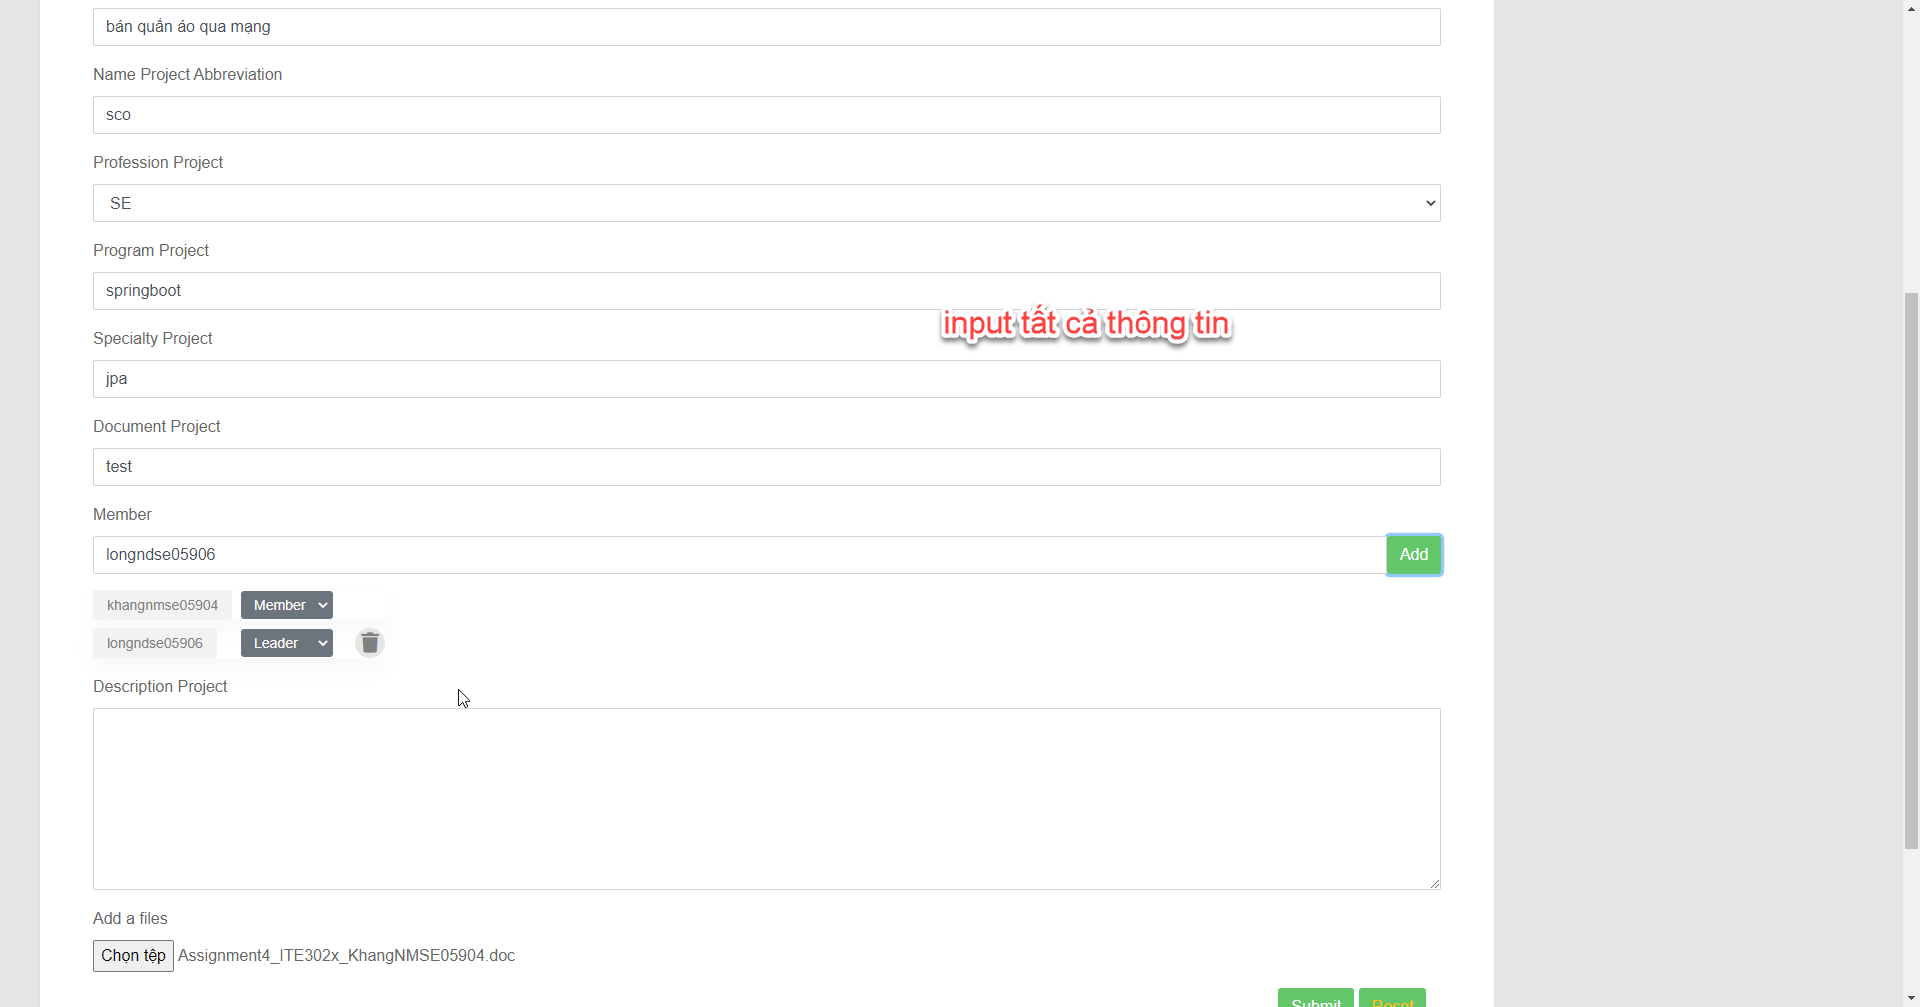 bán quần áo qua mạng
Name Project Abbreviation
sco
Profession Project
SE
Program Project
springboot
input tất cả thông tin
Specialty Project
jpa
Document Project
test
Member
longndse05906
Add
khangnmse05904
Member
longndse05906
Leader
Description Project
Add a files
Chọn tệp Assignment4_ITE302x_KhangNMSE05904.doc
Submit
Reset